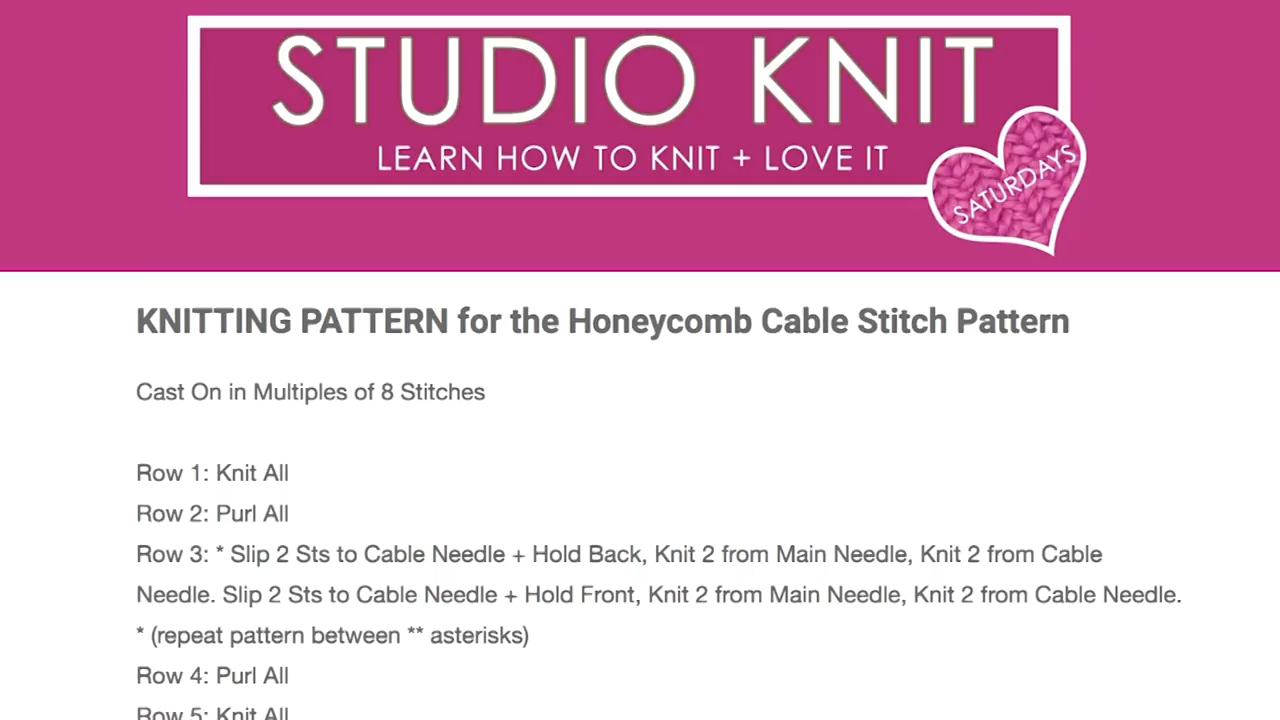 STUDIO KNIT
LEARN HOW TO KNIT + LOVE IT
SATURDAYS
KNITTING PATTERN for the Honeycomb Cable Stitch Pattern
Cast On in Multiples of 8 Stitches
Row 1: Knit All
Row 2: Purl All
Row 3: * Slip 2 Sts to Cable Needle + Hold Back, Knit 2 from Main Needle, Knit 2 from Cable
Needle. Slip 2 Sts to Cable Needle + Hold Front, Knit 2 from Main Needle, Knit 2 from Cable Needle.
* (repeat pattern between ** asterisks)
Row 4: Purl All
Row 5: Knit All